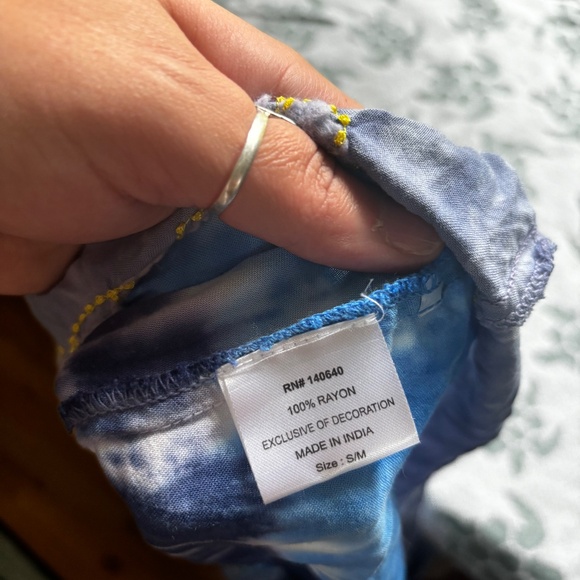 RN# 140640
100% RAYON
EXCLUSIVE OF DECORATION
MADE IN INDIA
Size : S/M